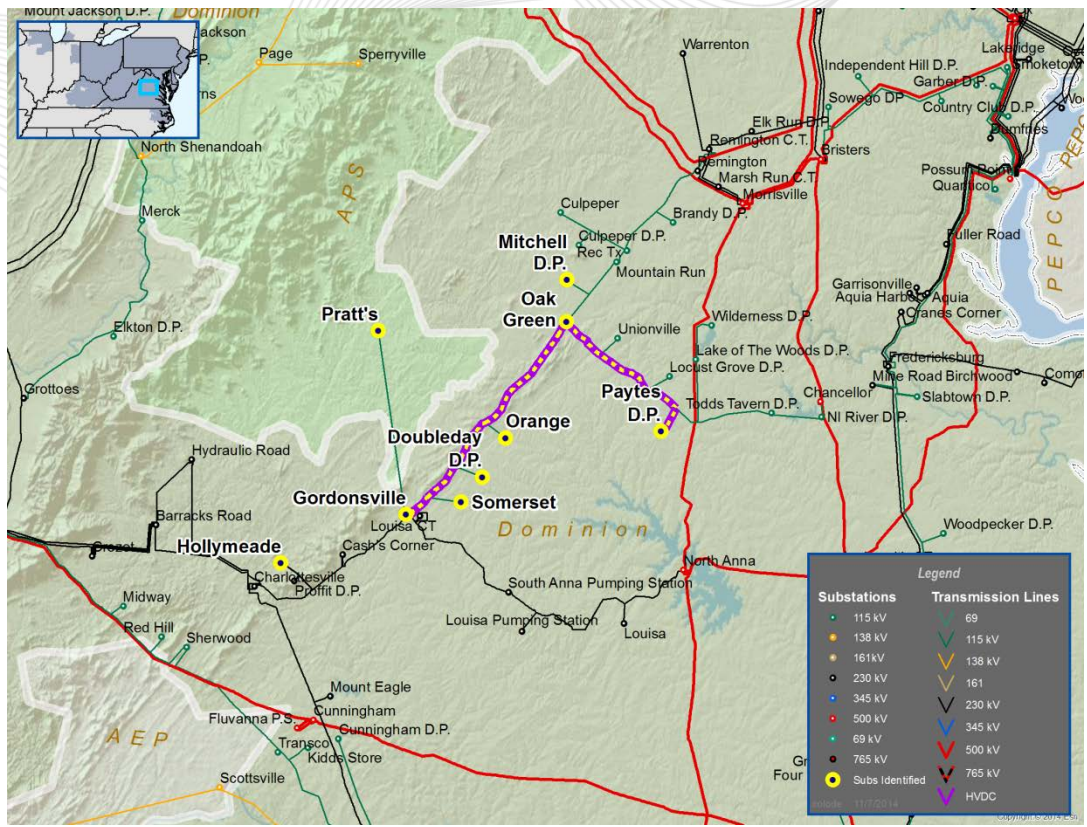 Mount Jackson D.P.
Dominion
Jackson
P.
rns
Page
Sperryville
North Shenandoah
Merck
A P S
Warrenton
Lakeridge
Smoketown
Independent Hill D.P.
Garber D.P.
Sowego DP
Country Club D.P.
Elk Run D.P.
Dumfries
Remington C.T.
Bristers
Remington
Marsh Run C.T.
Morrisville
Possum Point
Quantico
PEPCO
PEPCO
Culpeper
Brandy D.P.
Culpeper D.P.
Rec Tx
Mitchell
D.P.
Mountain Run
Fuller Road
Garrisonville
Aquia Harbo
Aquia
Cranes Corner
Oak
Green
Pratt's
Unionville
Wilderness D.P.
Elkton D.P.
Lake of The Woods D.P.
Locust Grove D.P.
Fredericksburg
Mine Road
Birchwood
Como
Grottoes
Chancellor
Slabtown D.P.
Paytes
D.P.
Todds Tavern D.P.
NI River D.P.
Orange
Doubleday
D.P.
Hydraulic Road
Gordonsville
Somerset
Louisa CT
Dominion
Barracks Road
Crozet
Cash's Corner
Woodpecker D.P.
Hollymeade
North Anna
Charlottesville
Proffit D.P.
South Anna Pumping Station
Midway
Louisa Pumping Station
Louisa
Red Hill
Sherwood
Mount Eagle
Cunningham
Fluvanna P.S.
Cunningham D.P.
AEP
Transco
Kidds Store
Scottsville
Four
Legend
Substations
Transmission Lines
115 kV
69
138 kV
115 kV
161kV
138 kV
230 kV
161
345 kV
230 kV
500 kV
345 kV
69 kV
500 kV
765 kV
765 kV
Subs Identified
HVDC
11/7/2014